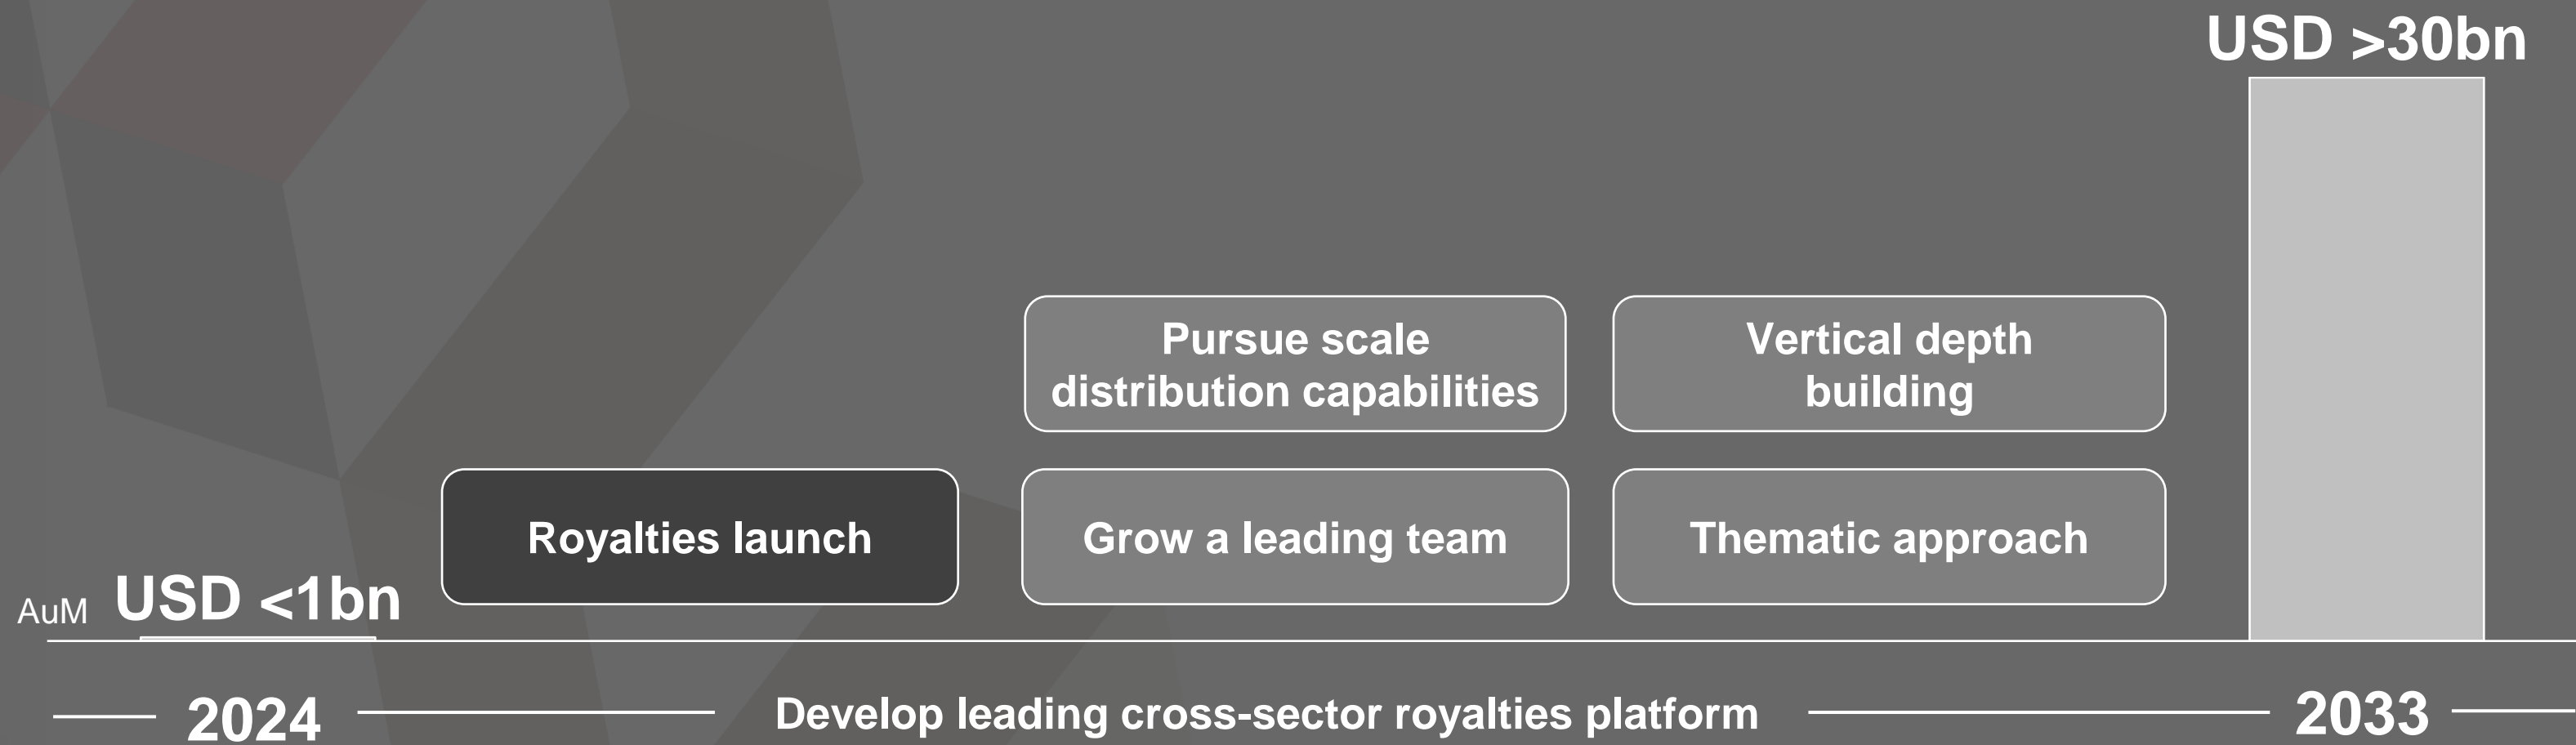 USD >30bn
Pursue scale
distribution capabilities
Vertical depth
building
Royalties launch
Grow a leading team
Thematic approach
AuM
USD <1bn
2024
Develop leading cross-sector royalties platform
2033